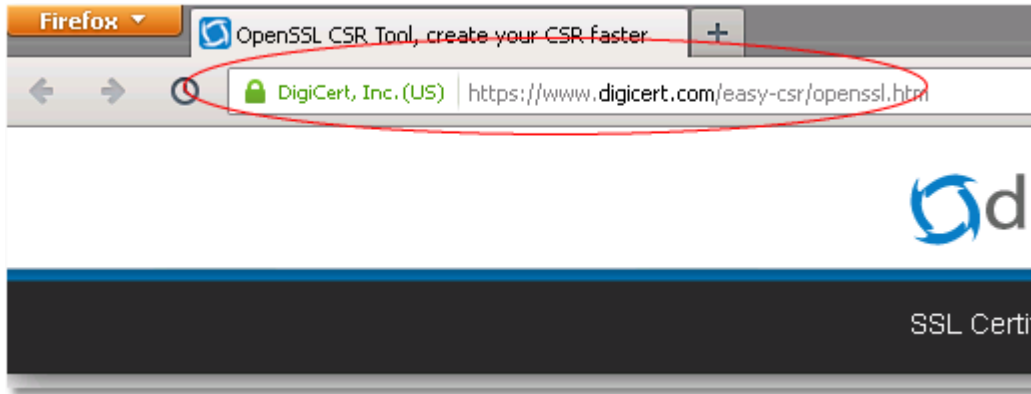 Firefox
OpenSSL CSR Tool, create your CSR faster
DigiCert, Inc. (US) https://www.digicert.com/easy-csr/openssl.htm
d
SSL Certi